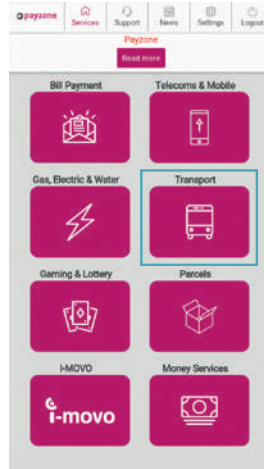 payzone Services Support News Settings Logout
Payzone
Read more
Bill Payment Telecoms & Mobile
Gas, Electric & Water Transport
Gaming & Lottery Parcels
i-MOVO Money Services
i-movo